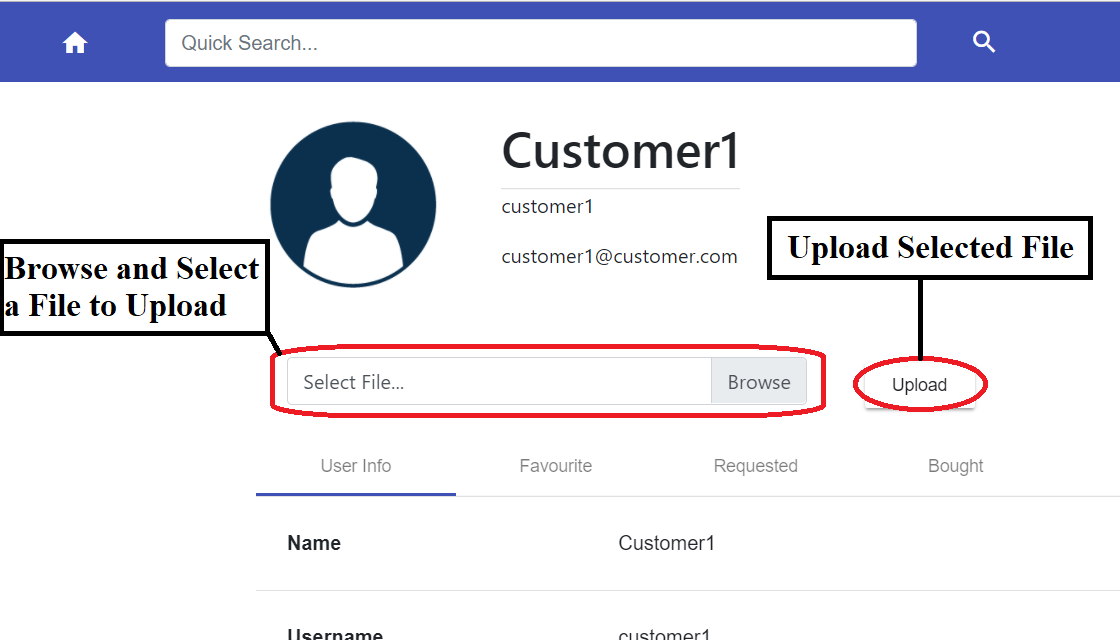 Quick Search...
Customer1
customer1
customer1@customer.com
Upload Selected File
Browse and Select
a File to Upload
Select File... Browse
Upload
User Info Favourite Requested Bought
Name Customer1
Username customer1